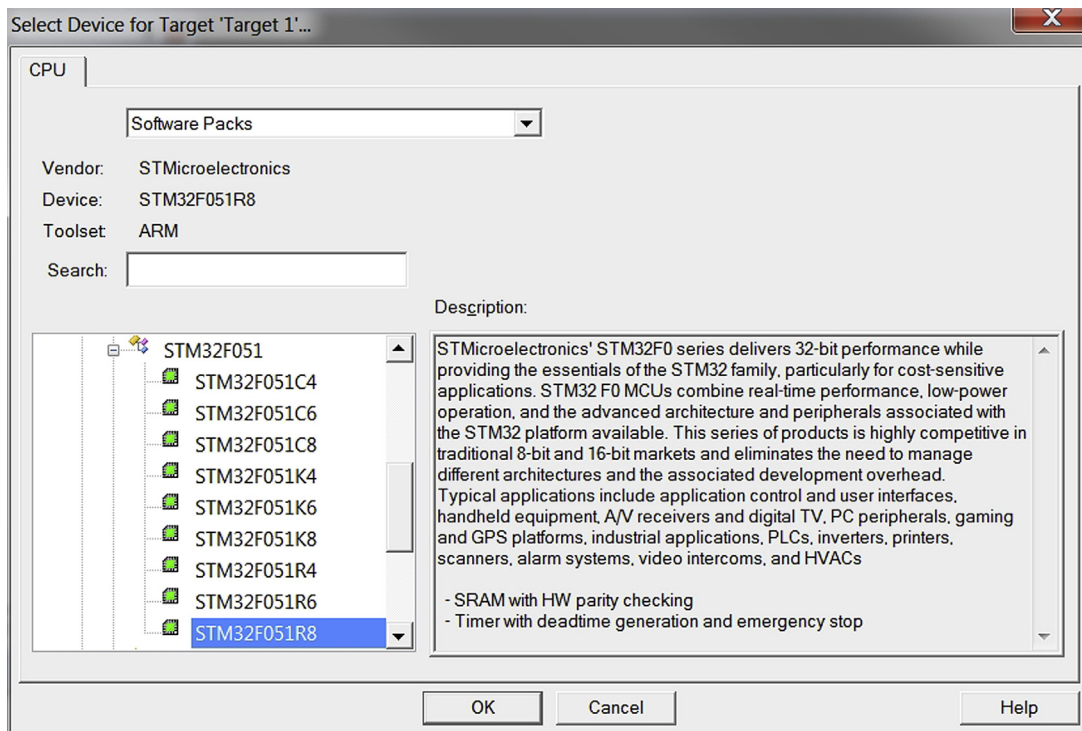 Select Device for Target 'Target 1'...
CPU
Software Packs
Vendor: STMicroelectronics
Device: STM32F051R8
Toolset: ARM
Search:
Description:
STM32F051
STM32F051C4
STM32F051C6
STM32F051C8
STM32F051K4
STM32F051K6
STM32F051K8
STM32F051R4
STM32F051R6
STM32F051R8
STMicroelectronics' STM32F0 series delivers 32-bit performance while
providing the essentials of the STM32 family, particularly for cost-sensitive
applications. STM32 F0 MCUs combine real-time performance, low-power
operation, and the advanced architecture and peripherals associated with
the STM32 platform available. This series of products is highly competitive in
traditional 8-bit and 16-bit markets and eliminates the need to manage
different architectures and the associated development overhead.
Typical applications include application control and user interfaces,
handheld equipment, A/V receivers and digital TV, PC peripherals, gaming
and GPS platforms, industrial applications, PLCs, inverters, printers,
scanners, alarm systems, video intercoms, and HVACs
- SRAM with HW parity checking
- Timer with deadtime generation and emergency stop
OK
Cancel
Help